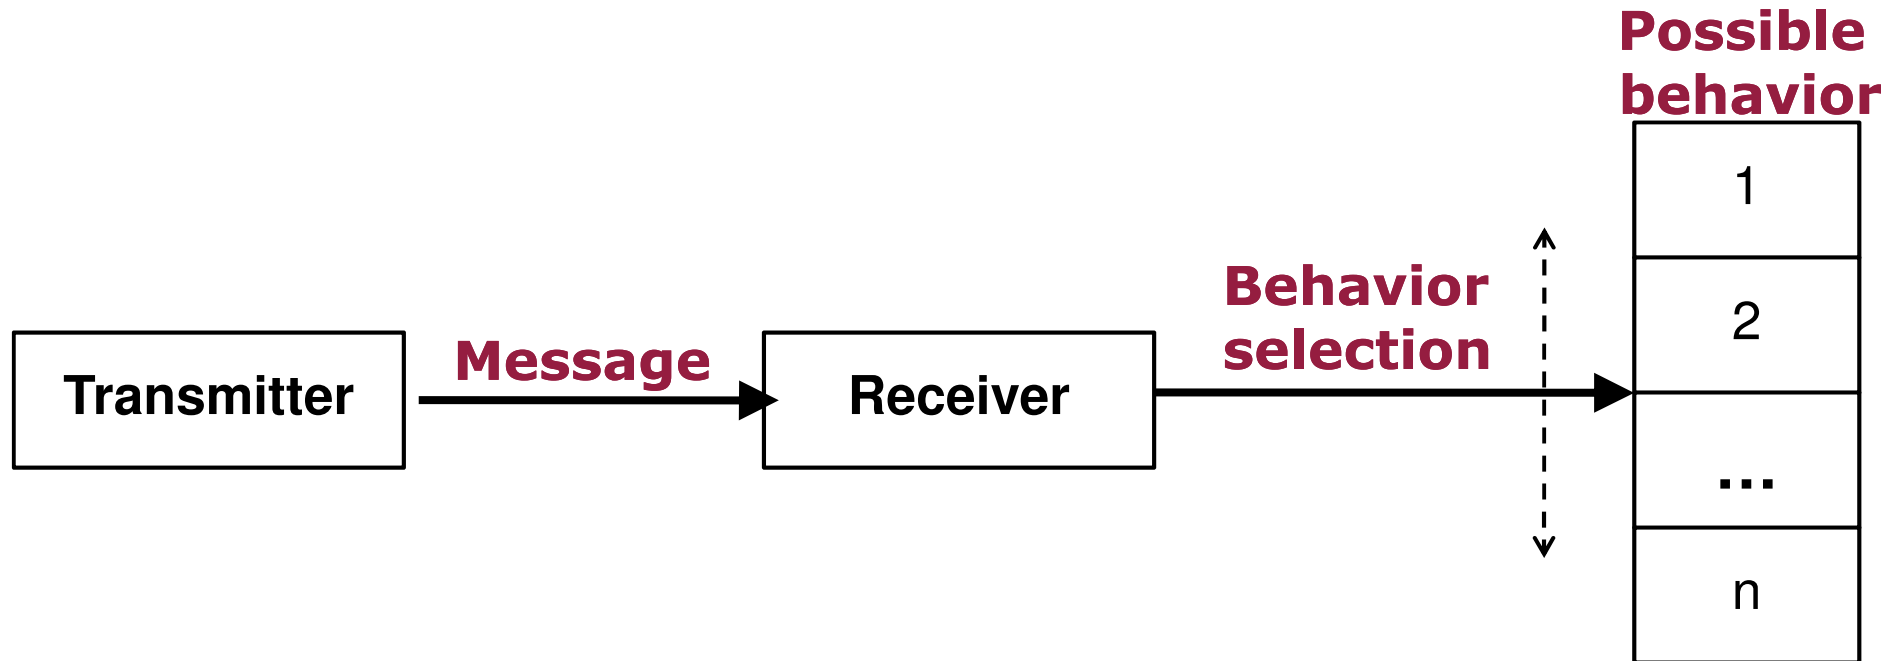 Possible
behavior
1
Behavior
selection
2
Message
Transmitter
Receiver
...
n